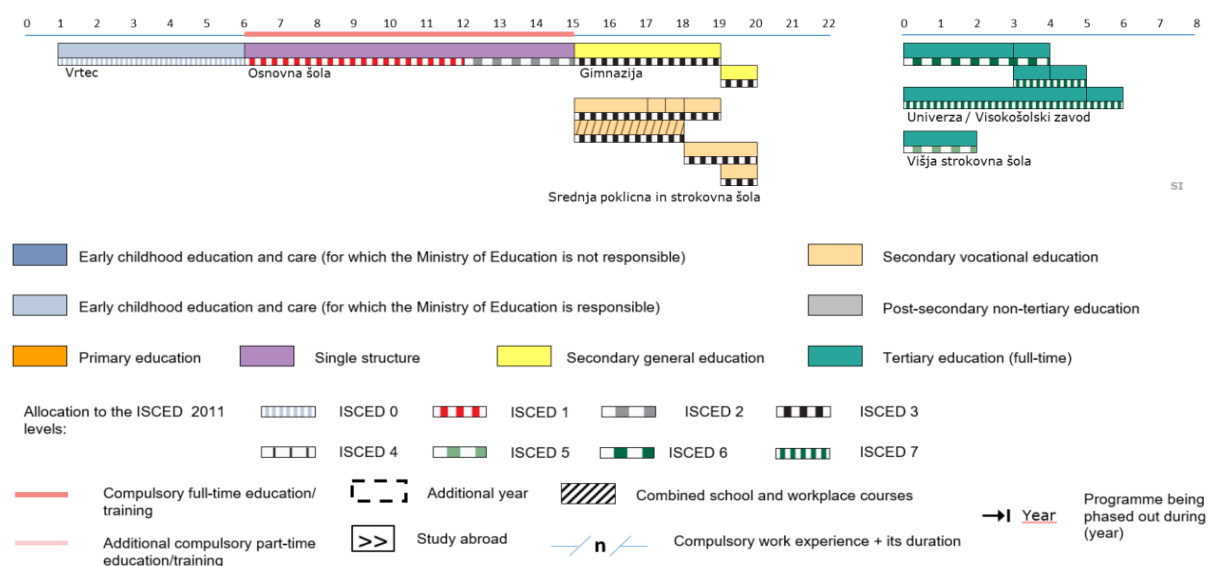 0 1 2 3 4 5 6 7 8 9 10 11 12 13 14 15 16 17 18 19 20 21 22
0 1 2 3 4 5 6 7 8
Vrtec
Osnovna šola
Gimnazija
Univerza / Visokošolski zavod
Višja strokovna šola
Srednja poklicna in strokovna šola
SI
Early childhood education and care (for which the Ministry of Education is not responsible)
Secondary vocational education
Early childhood education and care (for which the Ministry of Education is responsible)
Post-secondary non-tertiary education
Primary education
Single structure
Secondary general education
Tertiary education (full-time)
Allocation to the ISCED 2011
levels:
ISCED 0
ISCED 1
ISCED 2
ISCED 3
ISCED 4
ISCED 5
ISCED 6
ISCED 7
Compulsory full-time education/
training
Additional year
Combined school and workplace courses
Year
Programme being
phased out during
(year)
Additional compulsory part-time
education/training
>>
Study abroad
n
Compulsory work experience + its duration